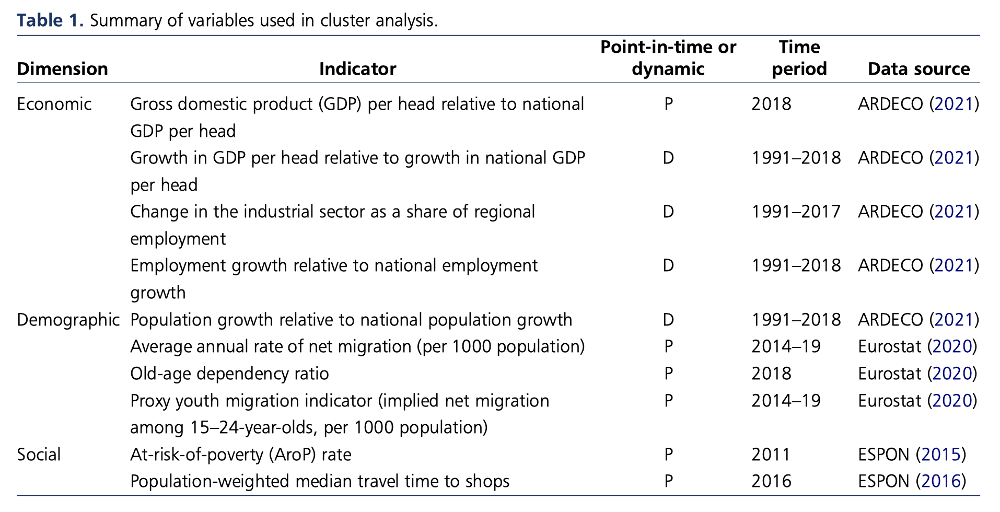 Table 1. Summary of variables used in cluster analysis.
Dimension Indicator Point-in-time or dynamic Time period Data source
Economic Gross domestic product (GDP) per head relative to national P 2018 ARDECO (2021)
GDP per head
Growth in GDP per head relative to growth in national GDP D 1991–2018 ARDECO (2021)
per head
Change in the industrial sector as a share of regional D 1991–2017 ARDECO (2021)
employment
Employment growth relative to national employment D 1991–2018 ARDECO (2021)
growth
Demographic Population growth relative to national population growth D 1991–2018 ARDECO (2021)
Average annual rate of net migration (per 1000 population) P 2014–19 Eurostat (2020)
Old-age dependency ratio P 2018 Eurostat (2020)
Proxy youth migration indicator (implied net migration P 2014–19 Eurostat (2020)
among 15–24-year-olds, per 1000 population)
Social At-risk-of-poverty (AroP) rate P 2011 ESPON (2015)
Population-weighted median travel time to shops P 2016 ESPON (2016)